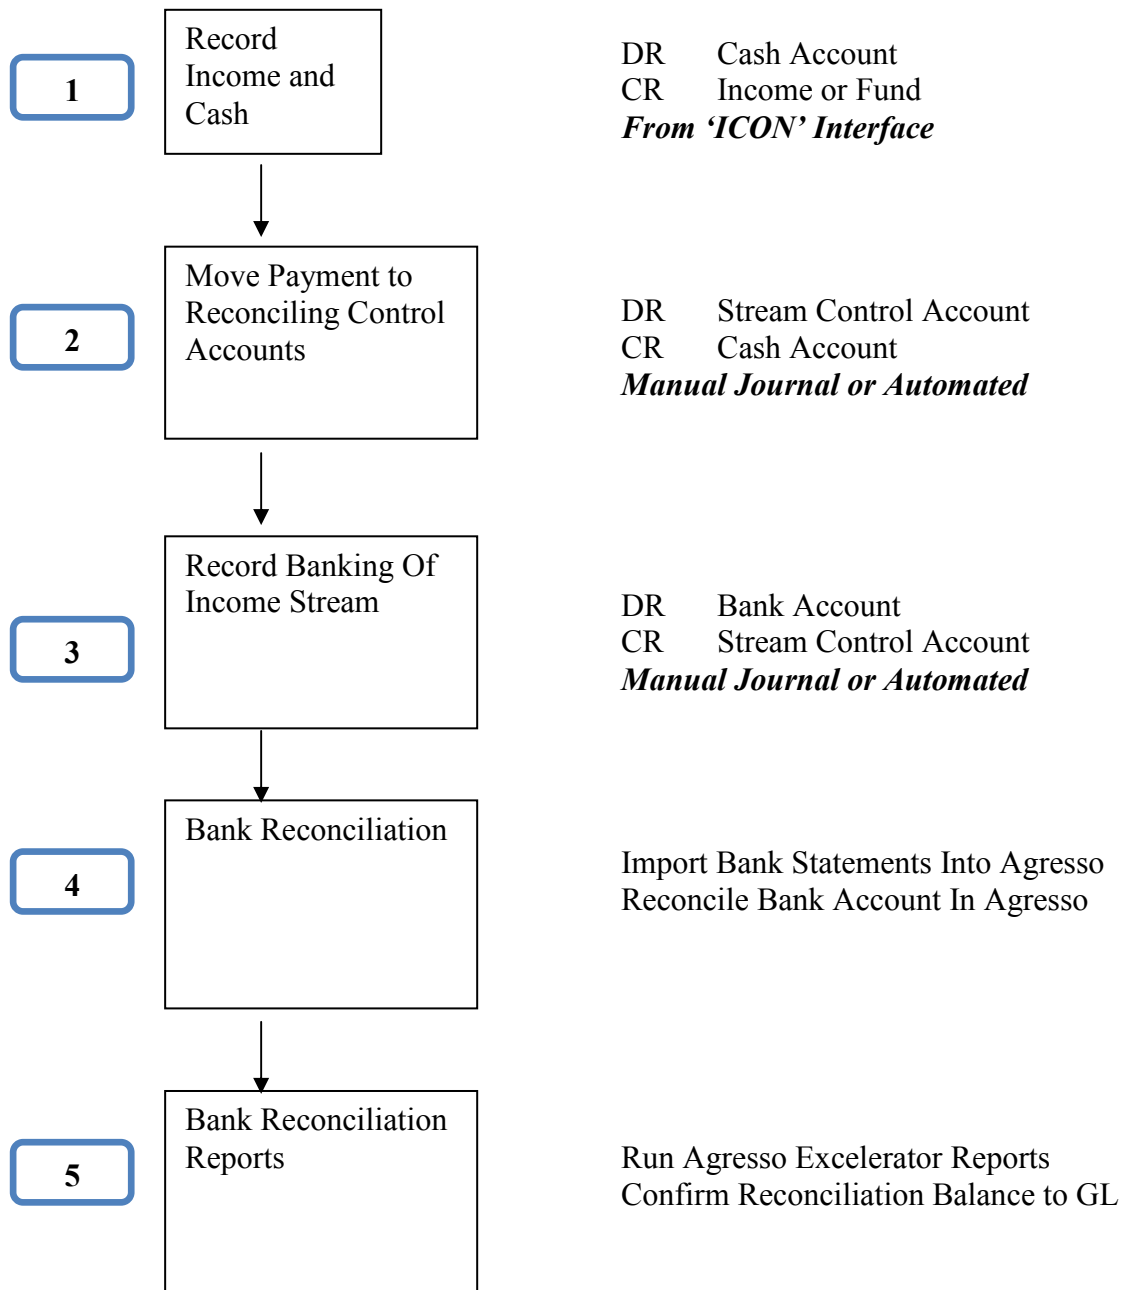 1
Record
Income and
Cash
DR Cash Account
CR Income or Fund
From ‘ICON’ Interface
2
Move Payment to
Reconciling Control
Accounts
DR Stream Control Account
CR Cash Account
Manual Journal or Automated
3
Record Banking Of
Income Stream
DR Bank Account
CR Stream Control Account
Manual Journal or Automated
4
Bank Reconciliation
Import Bank Statements Into Agresso
Reconcile Bank Account In Agresso
5
Bank Reconciliation
Reports
Run Agresso Excelerator Reports
Confirm Reconciliation Balance to GL